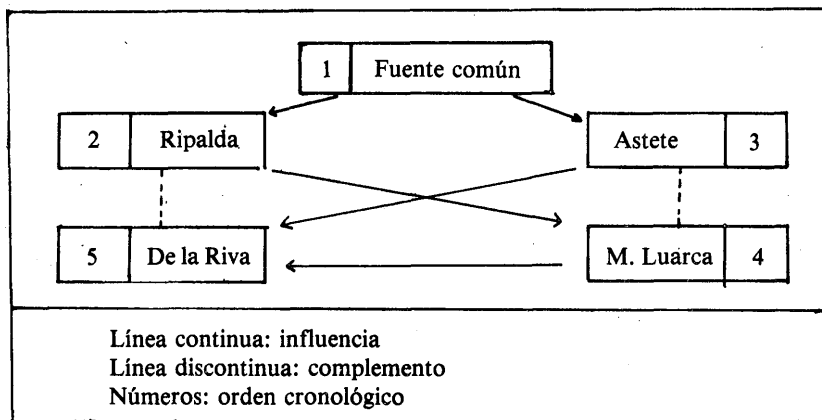 1 Fuente común
2 Ripalda
Astete 3
5 De la Riva
M. Luarca 4
Línea continua: influencia
Línea discontinua: complemento
Números: orden cronológico